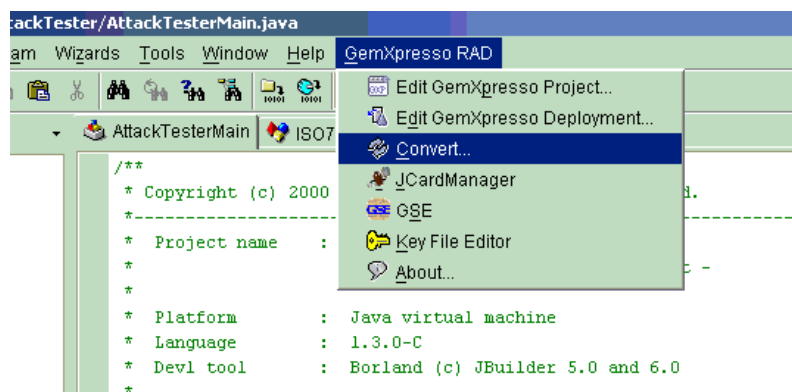 tackTester/AttackTesterMain.java
am Wizards Tools Window Help GemXpresso RAD
Edit GemXpresso Project...
Edit GemXpresso Deployment...
AttackTesterMain ISO7
Convert...
JCardManager
GSE
Key File Editor
About...
/**
* Copyright (c) 2000 d.
*--------------------------------------------------
* Project name :
* t -
*
* Platform : Java virtual machine
* Language : 1.3.0-C
* Devl tool : Borland (c) JBuilder 5.0 and 6.0
*